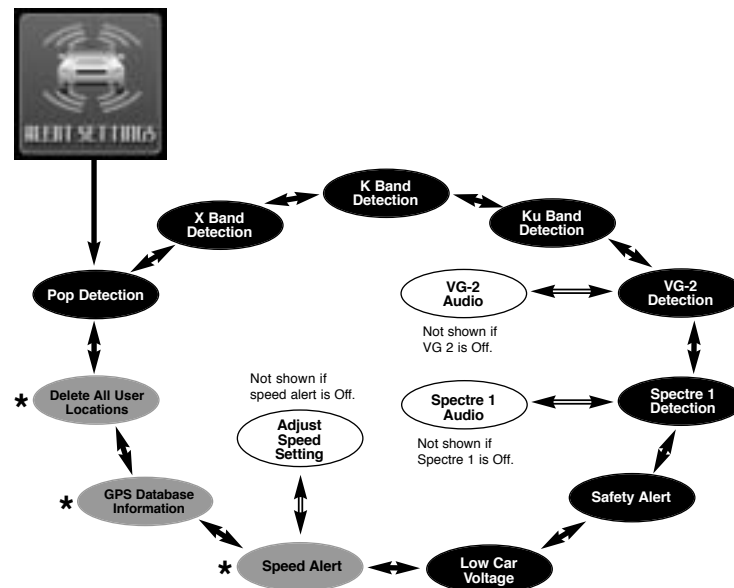 ALERT SETTINGS
K Band
Detection
X Band
Detection
Ku Band
Detection
Pop Detection
VG-2
Audio
VG-2
Detection
Not shown if
VG 2 is Off.
Not shown if
speed alert is Off.
* Delete All User
Locations
Spectre 1
Audio
Spectre 1
Detection
Adjust
Speed
Setting
Not shown if
Spectre 1 is Off.
* GPS Database
Information
Safety Alert
* Speed Alert
Low Car
Voltage